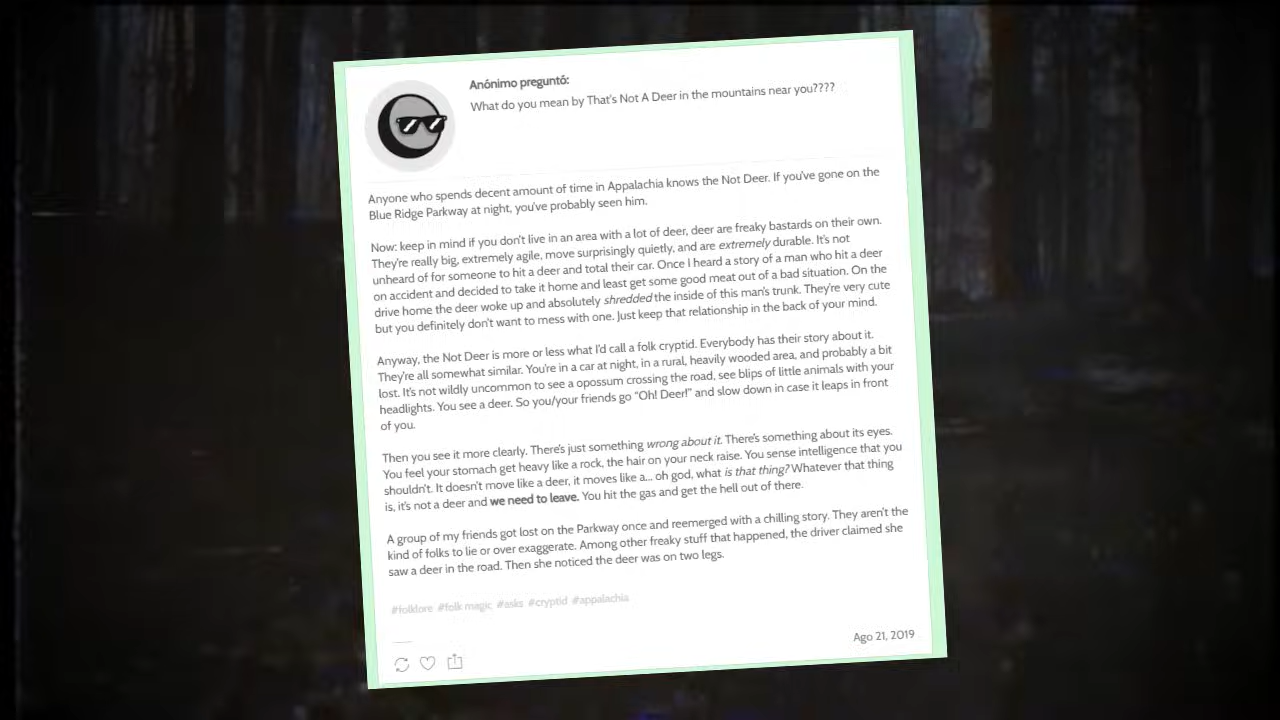 Anónimo preguntó:
What do you mean by That's Not A Deer in the mountains near you????
Anyone who spends decent amount of time in Appalachia knows the Not Deer. If you've gone on the
Blue Ridge Parkway at night, you've probably seen him.
Now: keep in mind if you don't live in an area with a lot of deer, deer are freaky bastards on their own.
They're really big, extremely agile, move surprisingly quietly, and are extremely durable. It's not
unheard of for someone to hit a deer and total their car. Once I heard a story of a man who hit a deer
on accident and decided to take it home and least get some good meat out of a bad situation. On the
drive home the deer woke up and absolutely shredded the inside of this man's trunk. They're very cute
but you definitely don't want to mess with one. Just keep that relationship in the back of your mind.
Anyway, the Not Deer is more or less what I'd call a folk cryptid. Everybody has their story about it.
They're all somewhat similar. You're in a car at night, in a rural, heavily wooded area, and probably a bit
lost. It's not wildly uncommon to see a opossum crossing the road, see blips of little animals with your
headlights. You see a deer. So you/your friends go "Oh! Deer!" and slow down in case it leaps in front
of you.
Then you see it more clearly. There's just something wrong about it. There's something about its eyes.
You feel your stomach get heavy like a rock, the hair on your neck raise. You sense intelligence that you
shouldn't. It doesn't move like a deer, it moves like a... oh god, what is that thing? Whatever that thing
is, it's not a deer and we need to leave. You hit the gas and get the hell out of there.
A group of my friends got lost on the Parkway once and reemerged with a chilling story. They aren't the
kind of folks to lie or over exaggerate. Among other freaky stuff that happened, the driver claimed she
saw a deer in the road. Then she noticed the deer was on two legs.
#folklore #folk magic #asks #cryptid #appalachia
Ago 21, 2019